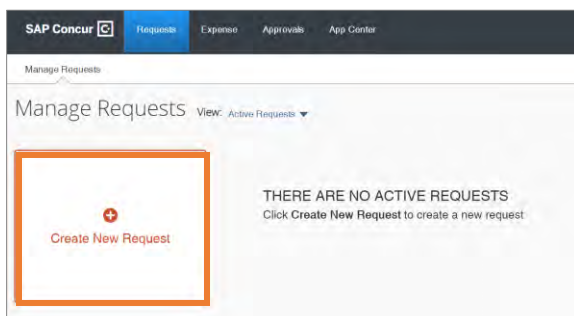 SAP Concur C Requests Expense Approvals App Center
Manage Requests
Manage Requests View: Active Requests
Create New Request
THERE ARE NO ACTIVE REQUESTS
Click Create New Request to create a new request